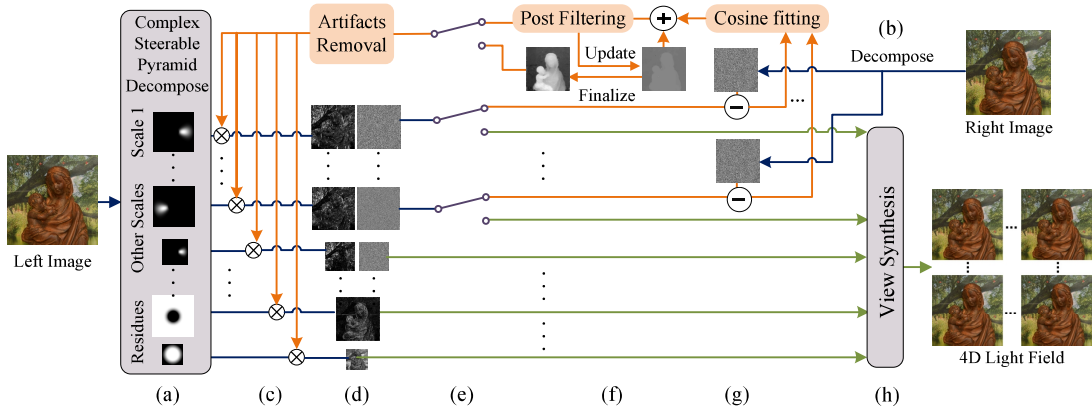 Complex
Steerable
Pyramid
Decompose
Scale 1
Other Scales
Residues
Left Image
Artifacts
Removal
Post Filtering
Update
Finalize
Cosine fitting
...
(b)
Decompose
Right Image
View Synthesis
4D Light Field
(a)
(c)
(d)
(e)
(f)
(g)
(h)